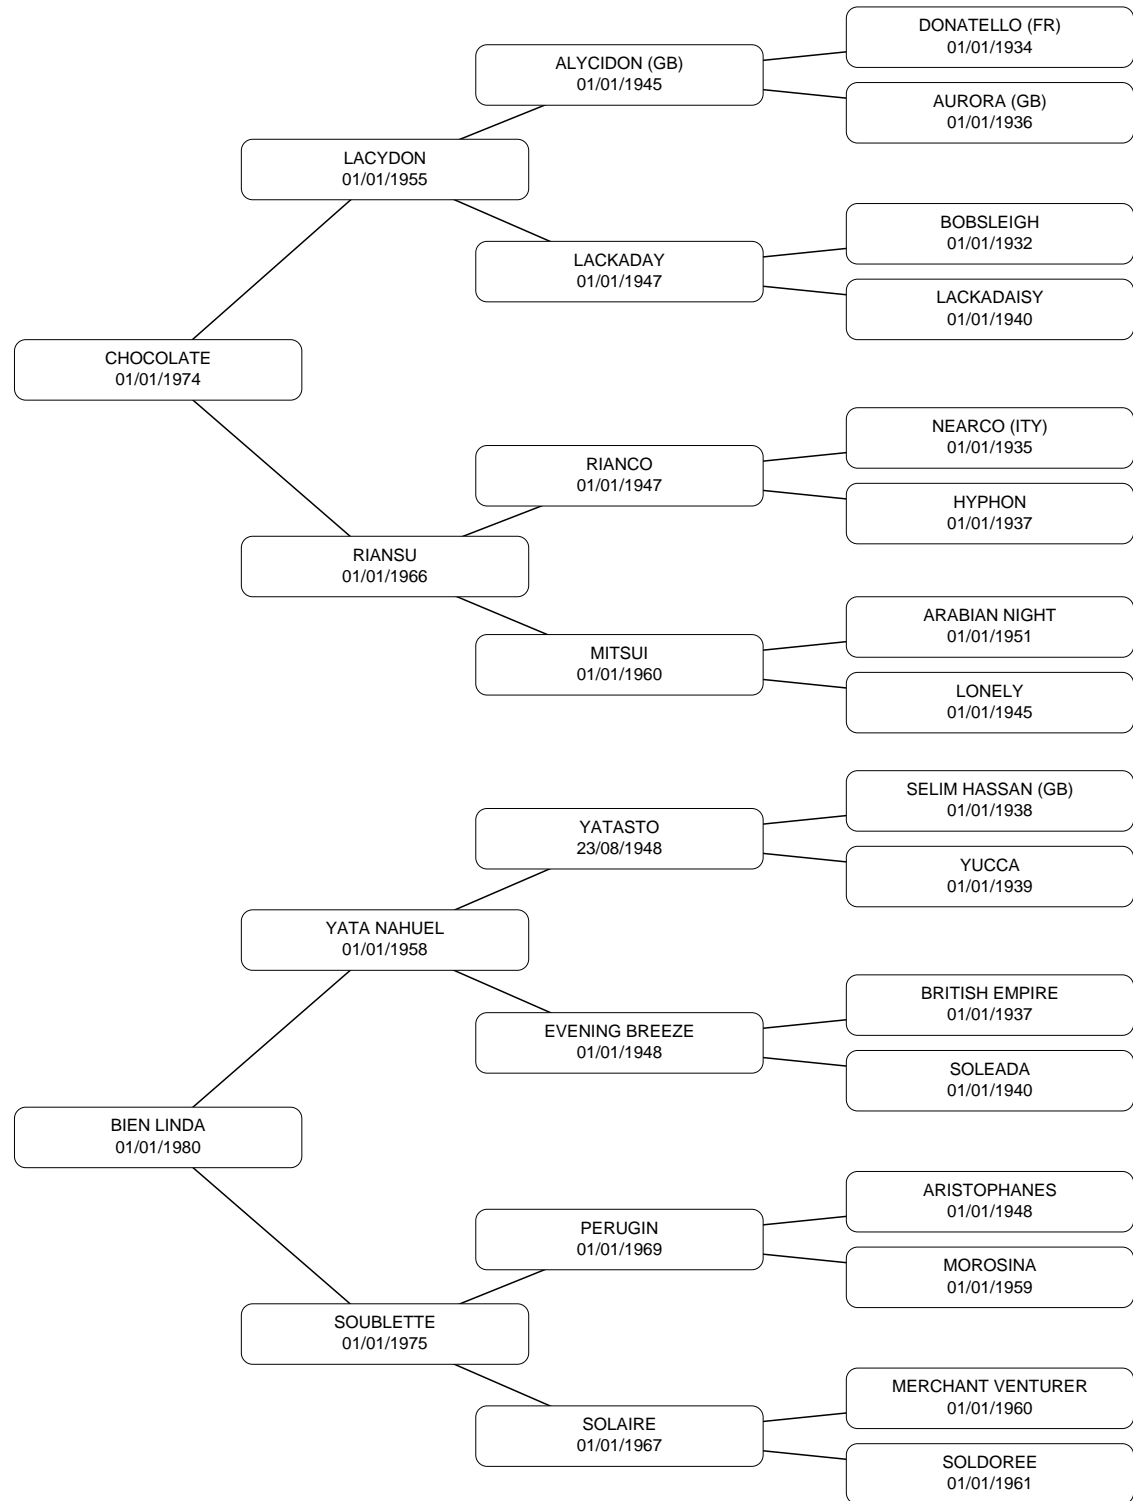 DONATELLO (FR)
01/01/1934
ALYCIDON (GB)
01/01/1945
AURORA (GB)
01/01/1936
LACYDON
01/01/1955
BOBSLEIGH
01/01/1932
LACKADAY
01/01/1947
LACKADAISY
01/01/1940
CHOCOLATE
01/01/1974
NEARCO (ITY)
01/01/1935
RIANCO
01/01/1947
HYPHON
01/01/1937
RIANSU
01/01/1966
ARABIAN NIGHT
01/01/1951
MITSUI
01/01/1960
LONELY
01/01/1945
SELIM HASSAN (GB)
01/01/1938
YATASTO
23/08/1948
YUCCA
01/01/1939
YATA NAHUEL
01/01/1958
BRITISH EMPIRE
01/01/1937
EVENING BREEZE
01/01/1948
SOLEADA
01/01/1940
BIEN LINDA
01/01/1980
ARISTOPHANES
01/01/1948
PERUGIN
01/01/1969
MOROSINA
01/01/1959
SOUBLETTE
01/01/1975
MERCHANT VENTURER
01/01/1960
SOLAIRE
01/01/1967
SOLDOREE
01/01/1961